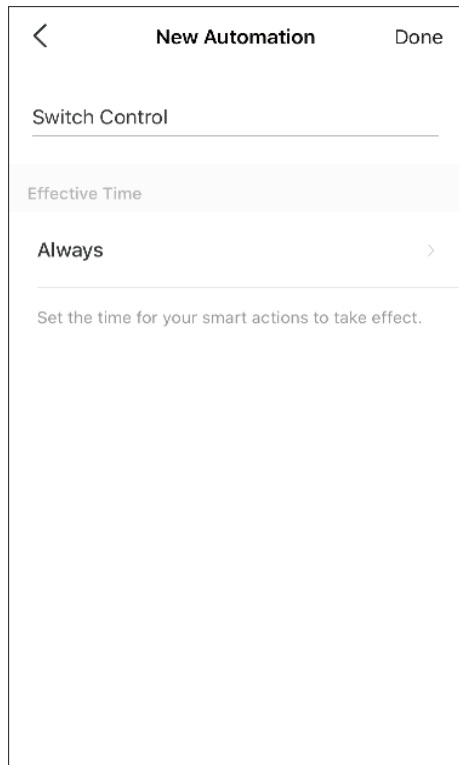 New Automation Done
Switch Control
Effective Time
Always
Set the time for your smart actions to take effect.